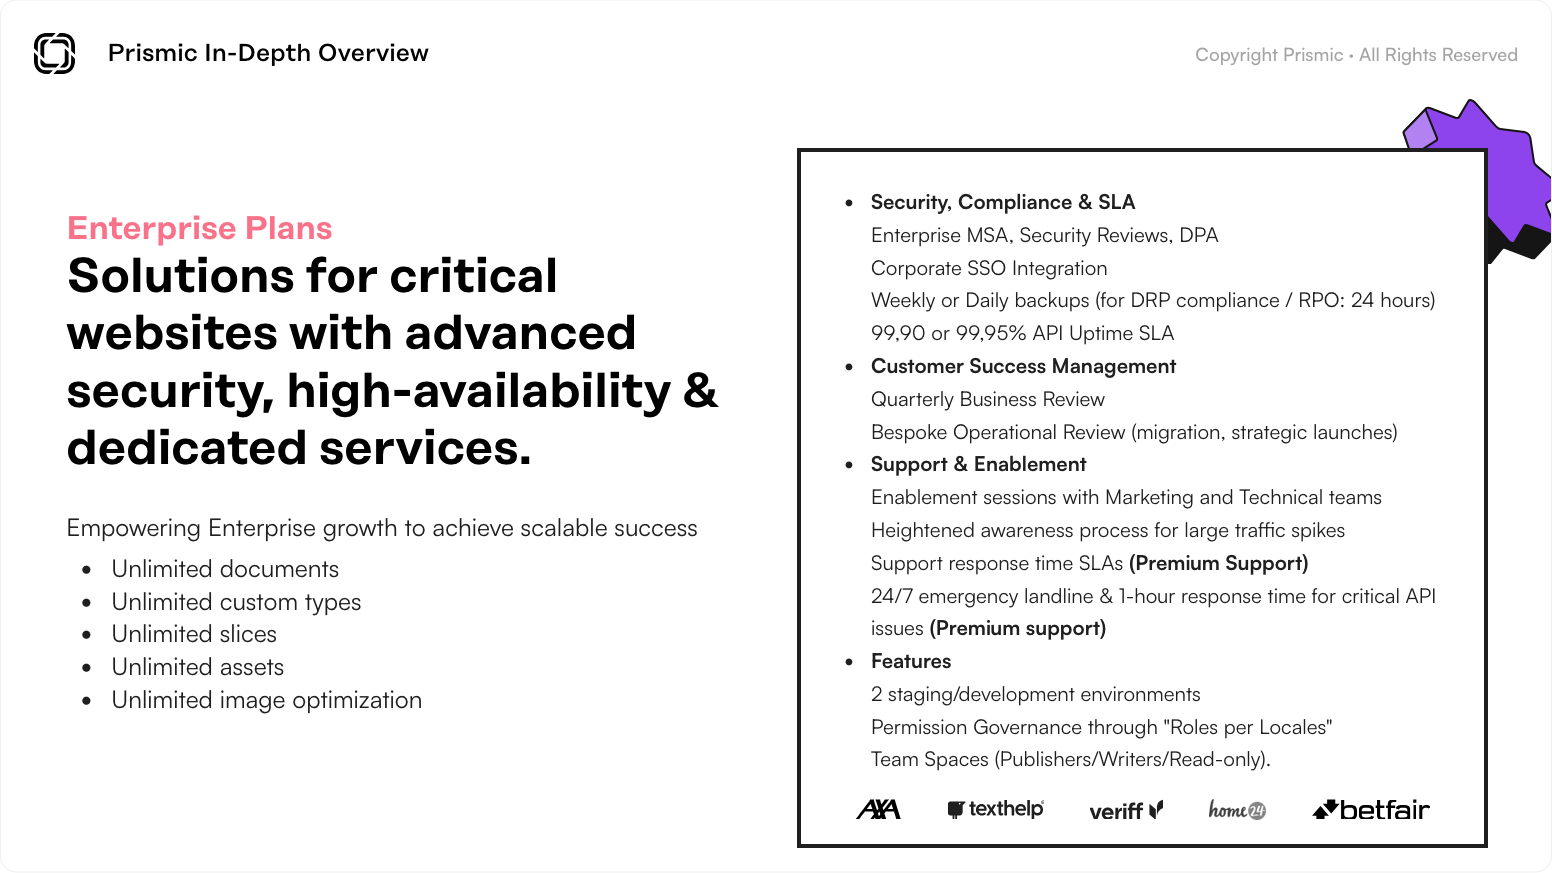 Prismic In-Depth Overview
Copyright Prismic · All Rights Reserved
Enterprise Plans
Solutions for critical
websites with advanced
security, high-availability &
dedicated services.
Empowering Enterprise growth to achieve scalable success
• Unlimited documents
• Unlimited custom types
• Unlimited slices
• Unlimited assets
• Unlimited image optimization
• Security, Compliance & SLA
Enterprise MSA, Security Reviews, DPA
Corporate SSO Integration
Weekly or Daily backups (for DRP compliance / RPO: 24 hours)
99,90 or 99,95% API Uptime SLA
• Customer Success Management
Quarterly Business Review
Bespoke Operational Review (migration, strategic launches)
• Support & Enablement
Enablement sessions with Marketing and Technical teams
Heightened awareness process for large traffic spikes
Support response time SLAs (Premium Support)
24/7 emergency landline & 1-hour response time for critical API
issues (Premium support)
• Features
2 staging/development environments
Permission Governance through "Roles per Locales"
Team Spaces (Publishers/Writers/Read-only).
AXA texthelp veriff home24 betfair